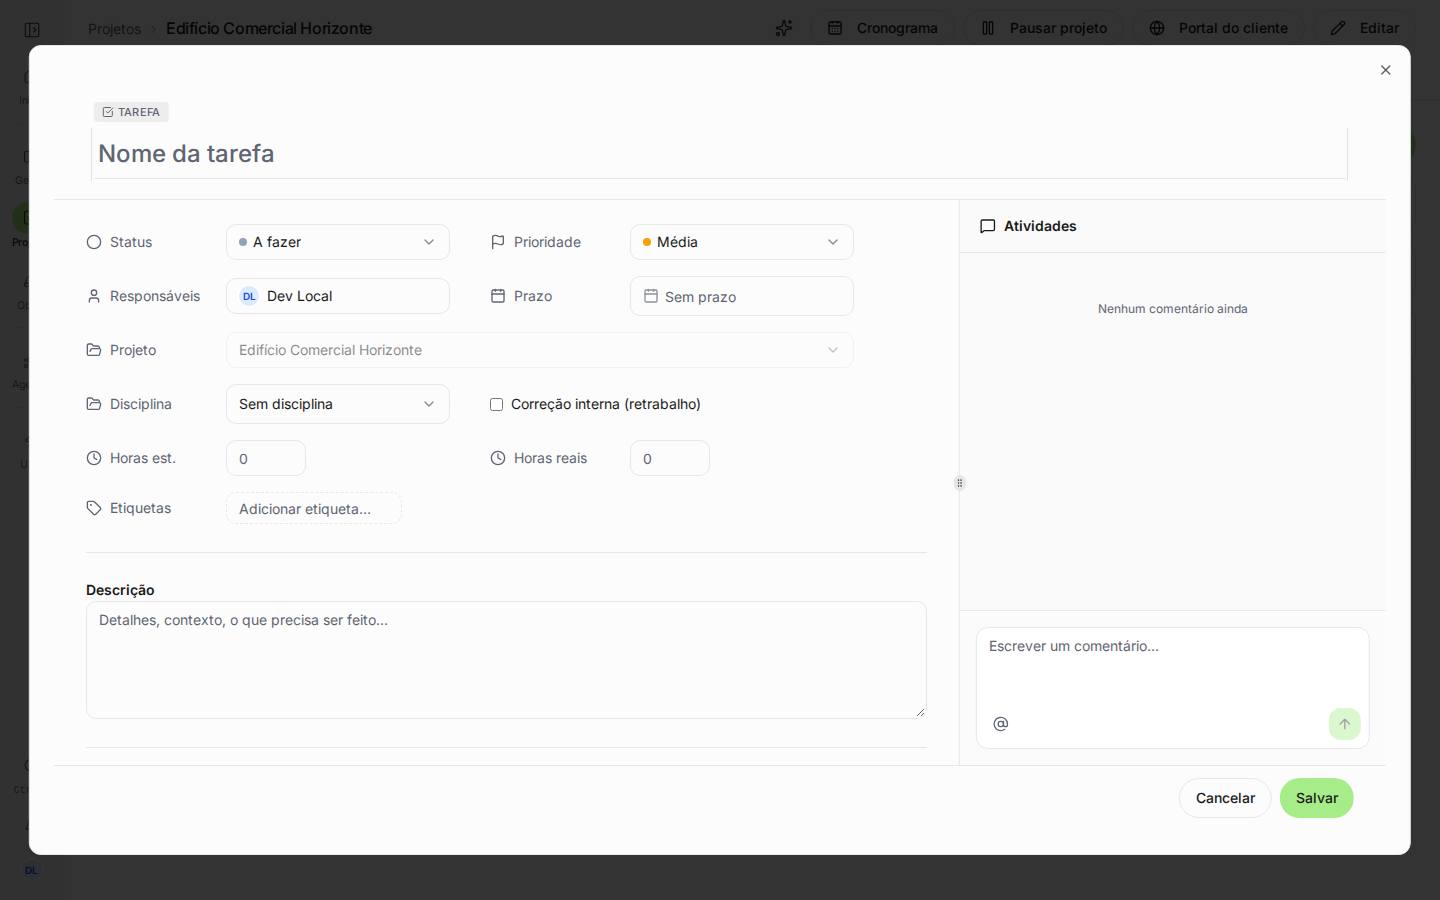 Projetos › Edifício Comercial Horizonte
Cronograma
Pausar projeto
Portal do cliente
Editar
TAREFA
Nome da tarefa
Status
A fazer
Prioridade
Média
Responsáveis
DL Dev Local
Prazo
Sem prazo
Projeto
Edifício Comercial Horizonte
Disciplina
Sem disciplina
Correção interna (retrabalho)
Horas est.
0
Horas reais
0
Etiquetas
Adicionar etiqueta...
Descrição
Detalhes, contexto, o que precisa ser feito...
Atividades
Nenhum comentário ainda
Escrever um comentário...
@
Cancelar
Salvar
DL